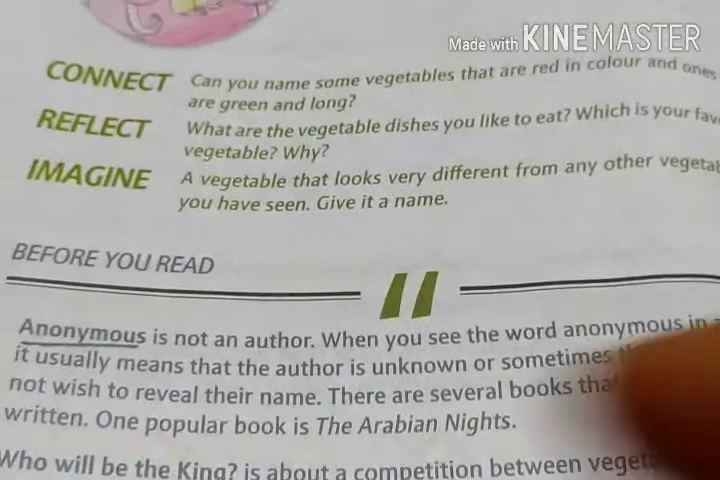 Made with KINEMASTER
CONNECT Can you name some vegetables that are red in colour and ones
are green and long?
REFLECT What are the vegetable dishes you like to eat? Which is your
vegetable? Why?
IMAGINE A vegetable that looks very different from any other
you have seen. Give it a name.
BEFORE YOU READ
Anonymous is not an author. When you see the word anonymous in
it usually means that the author is unknown or sometimes
not wish to reveal their name. There are several books
written. One popular book is The Arabian Nights.
Who will be the King? is about a competition between